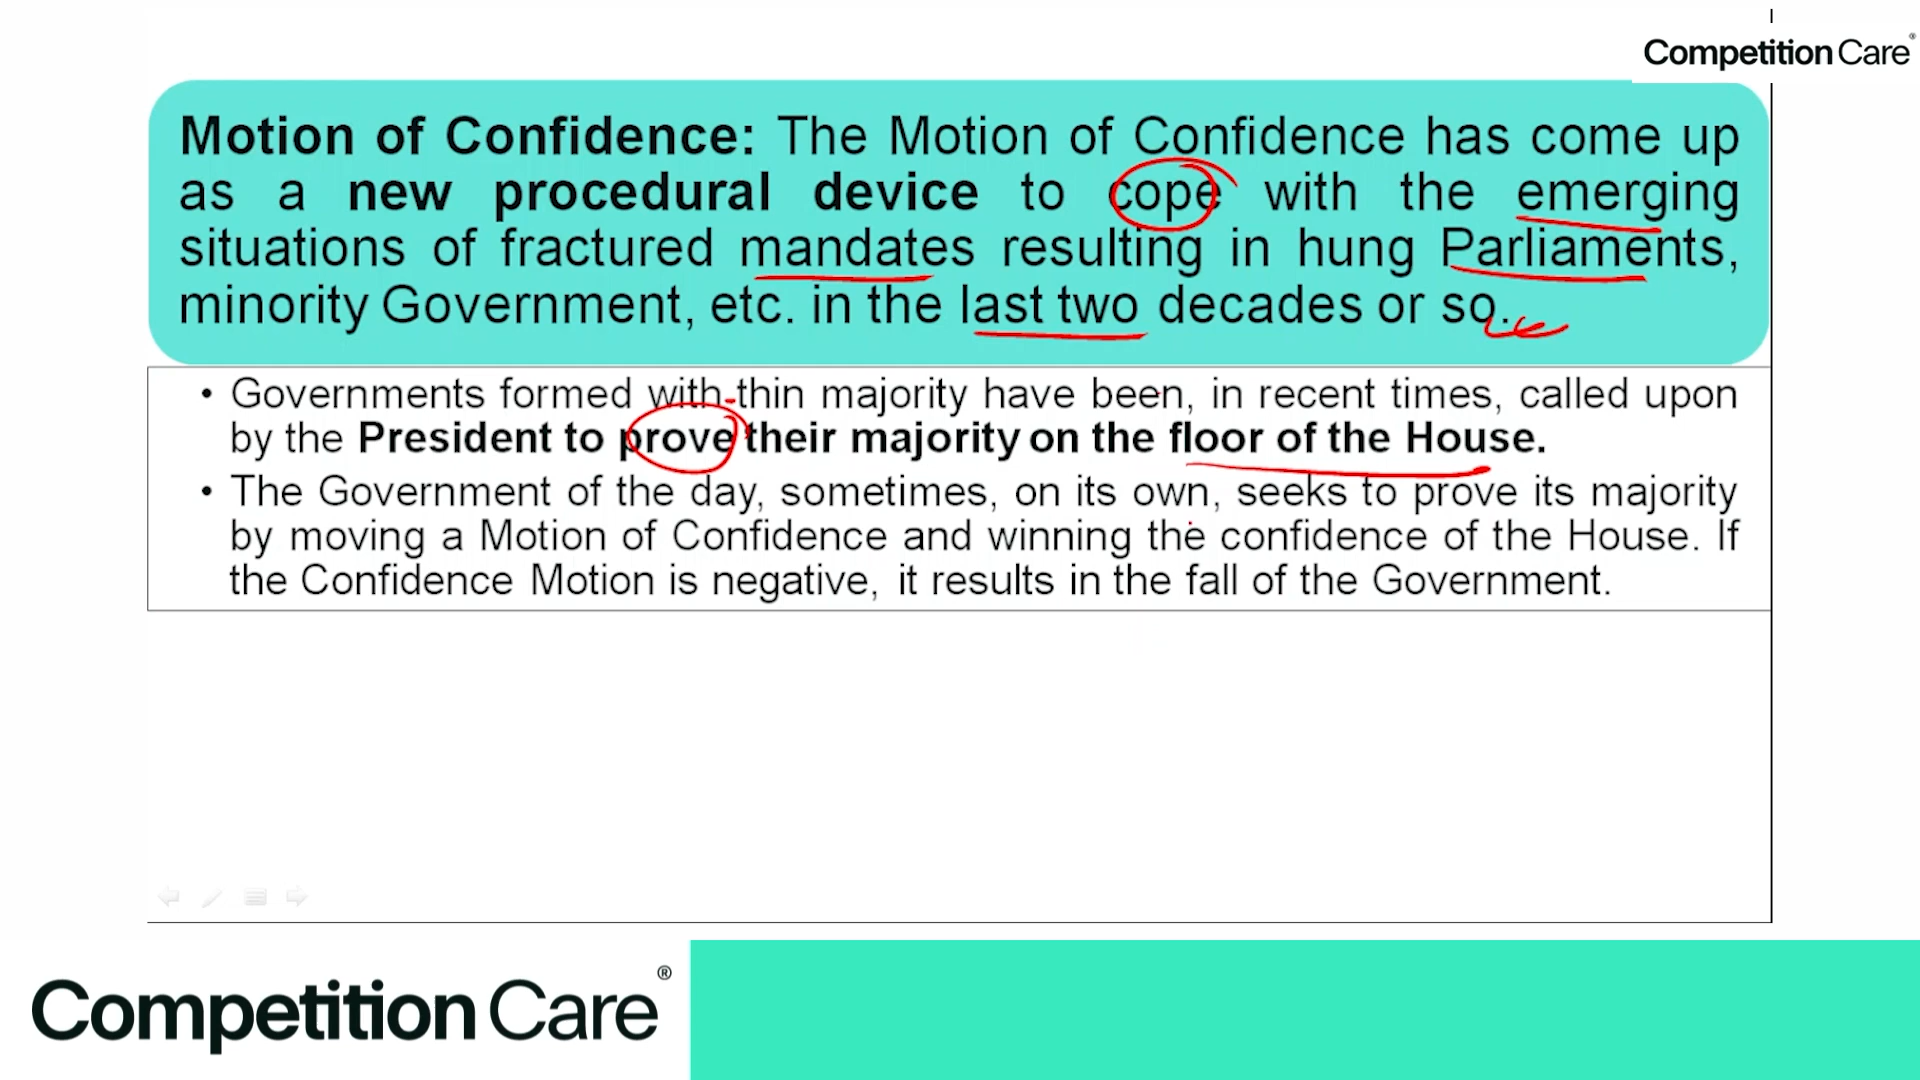 Competition Care®
Motion of Confidence: The Motion of Confidence has come up
as a new procedural device to cope with the emerging
situations of fractured mandates resulting in hung Parliaments,
minority Government, etc. in the last two decades or so.
• Governments formed with thin majority have been, in recent times, called upon
by the President to prove their majority on the floor of the House.
• The Government of the day, sometimes, on its own, seeks to prove its majority
by moving a Motion of Confidence and winning the confidence of the House. If
the Confidence Motion is negative, it results in the fall of the Government.
Competition Care®